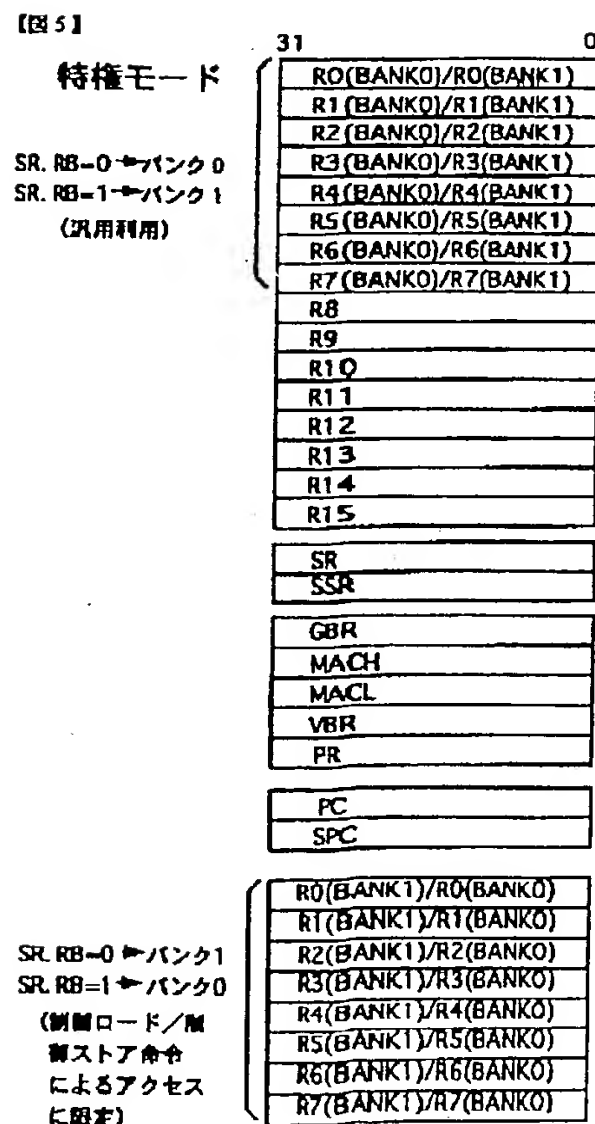 【図5】
31 0
特権モード
R0(BANK0)/R0(BANK1)
R1(BANK0)/R1(BANK1)
R2(BANK0)/R2(BANK1)
SR.RB=0→バンク0
R3(BANK0)/R3(BANK1)
SR.RB=1→バンク1
R4(BANK0)/R4(BANK1)
(汎用利用)
R5(BANK0)/R5(BANK1)
R6(BANK0)/R6(BANK1)
R7(BANK0)/R7(BANK1)
R8
R9
R10
R11
R12
R13
R14
R15
SR
SSR
GBR
MACH
MACL
VBR
PR
PC
SPC
R0(BANK1)/R0(BANK0)
R1(BANK1)/R1(BANK0)
SR.RB=0→バンク1
R2(BANK1)/R2(BANK0)
SR.RB=1→バンク0
R3(BANK1)/R3(BANK0)
(制御ロード/制
R4(BANK1)/R4(BANK0)
御ストア命令
R5(BANK1)/R5(BANK0)
によるアクセス
R6(BANK1)/R6(BANK0)
に限定)
R7(BANK1)/R7(BANK0)